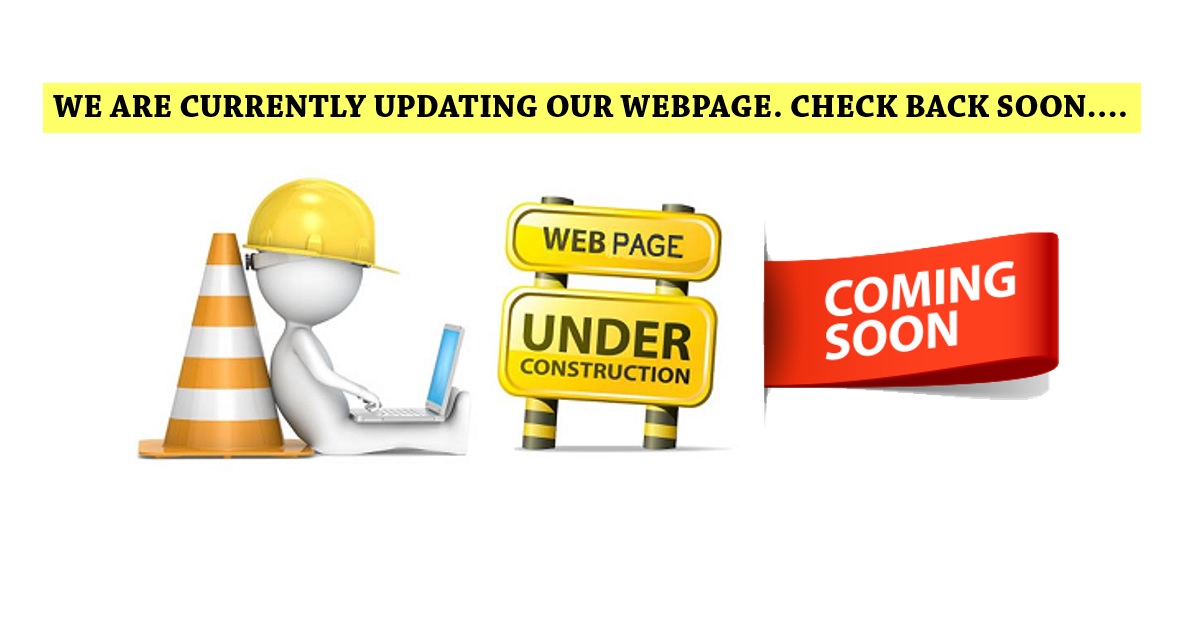 WE ARE CURRENTLY UPDATING OUR WEBPAGE. CHECK BACK SOON....
WEB PAGE
UNDER
CONSTRUCTION
COMING
SOON